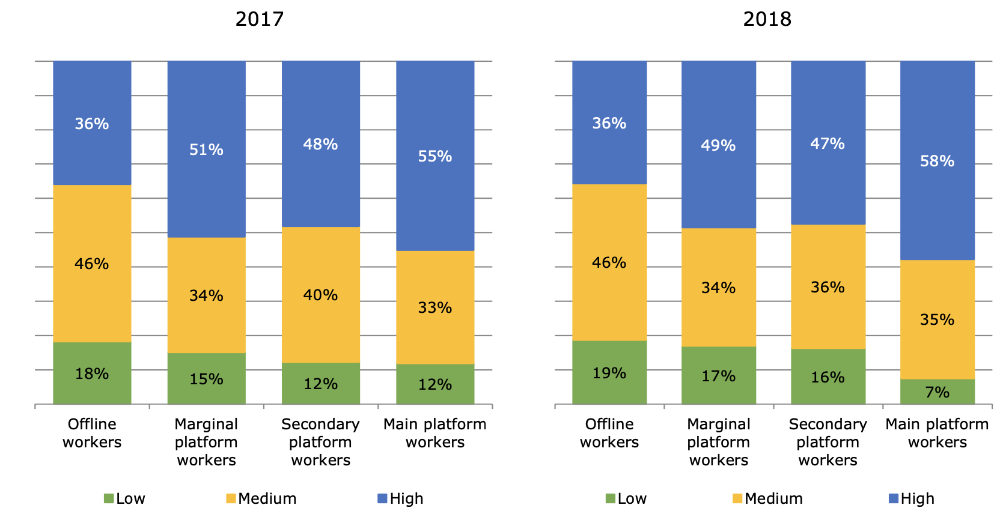 2017
36%
51%
48%
55%
46%
34%
40%
33%
18%
15%
12%
12%
Offline
workers
Marginal
platform
workers
Secondary
platform
workers
Main platform
workers
Low
Medium
High
2018
36%
49%
47%
58%
46%
34%
36%
35%
19%
17%
16%
7%
Offline
workers
Marginal
platform
workers
Secondary
platform
workers
Main platform
workers
Low
Medium
High